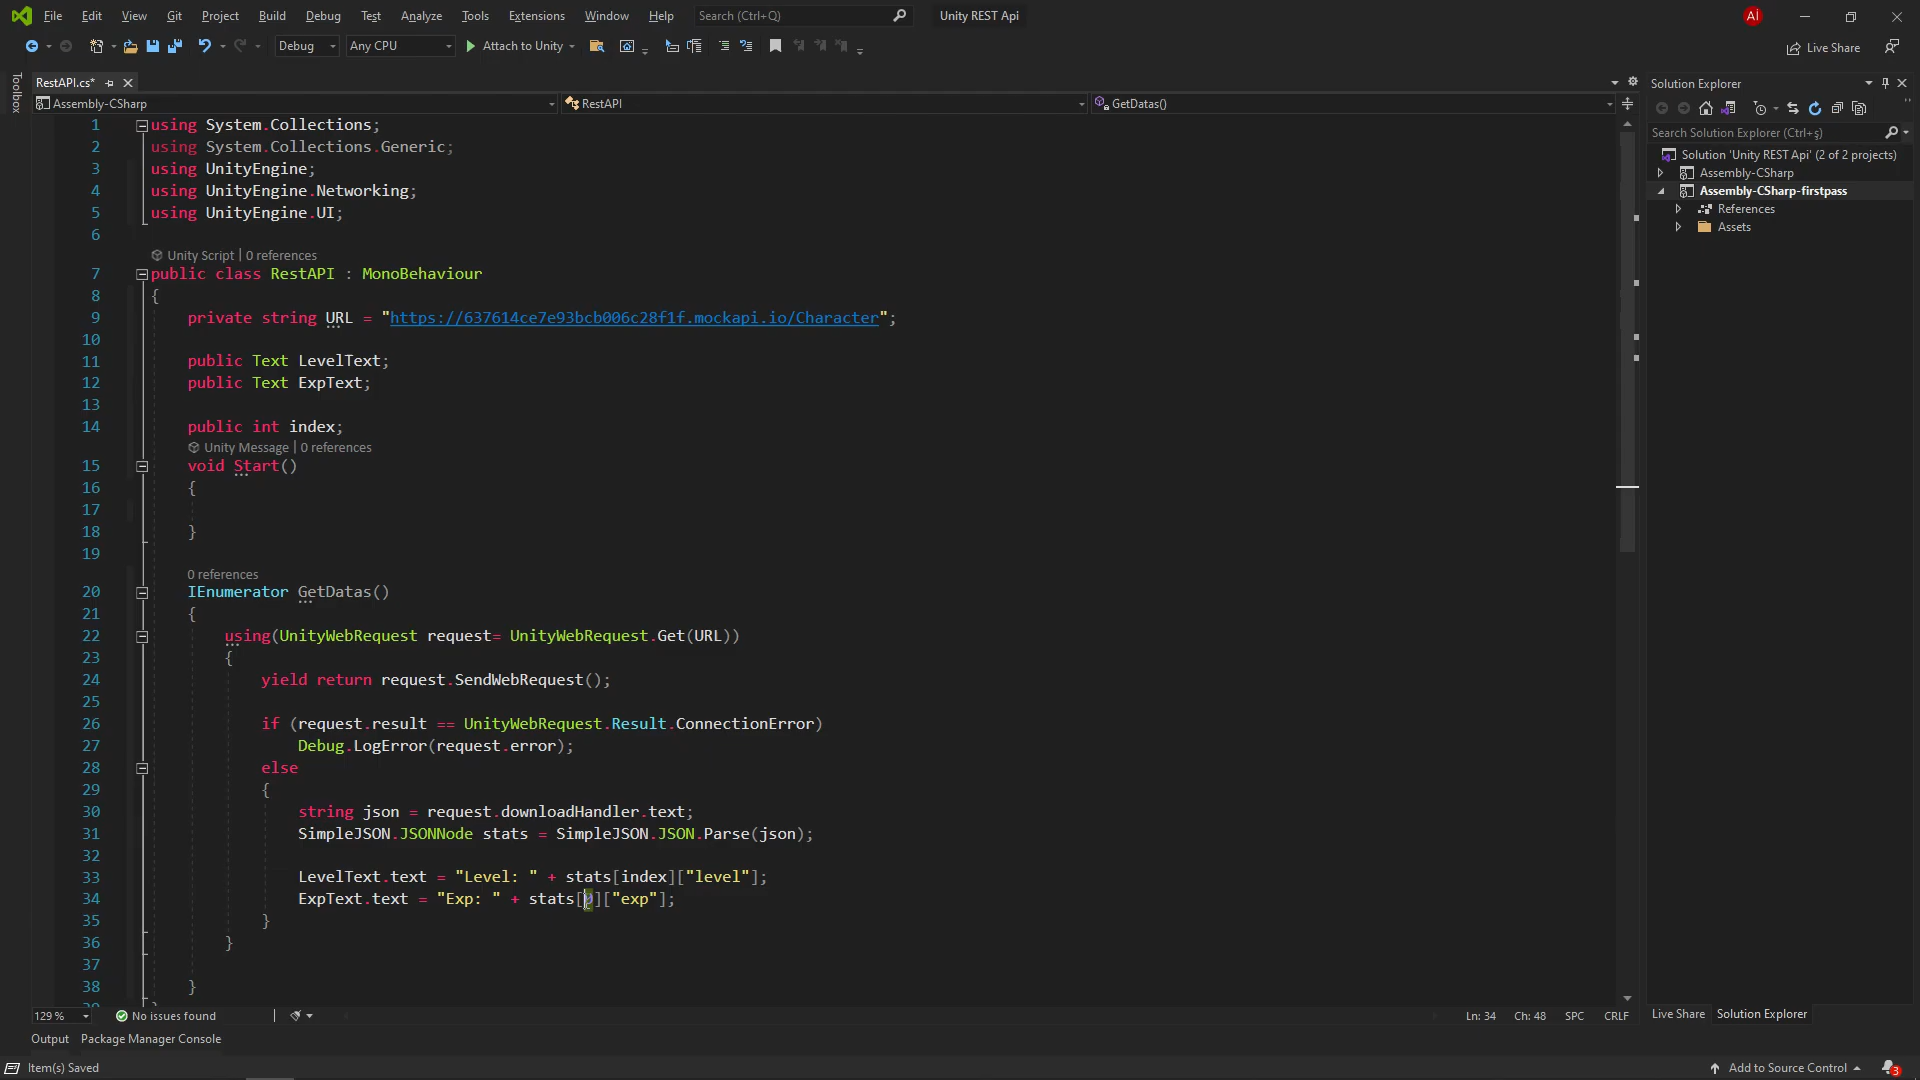 File Edit View Git Project Build Debug Test Analyze Tools Extensions Window Help Search (Ctrl+Q) Unity REST Api AI
Debug Any CPU Attach to Unity Live Share
Toolbox
RestAPI.cs*
Assembly-CSharp RestAPI GetDatas()
1 using System.Collections;
2 using System.Collections.Generic;
3 using UnityEngine;
4 using UnityEngine.Networking;
5 using UnityEngine.UI;
6
Unity Script | 0 references
7 public class RestAPI : MonoBehaviour
8 {
9 private string URL = "https://637614ce7e93bcb006c28f1f.mockapi.io/Character";
10
11 public Text LevelText;
12 public Text ExpText;
13
14 public int index;
Unity Message | 0 references
15 void Start()
16 {
17
18 }
19
0 references
20 IEnumerator GetDatas()
21 {
22 using(UnityWebRequest request= UnityWebRequest.Get(URL))
23 {
24 yield return request.SendWebRequest();
25
26 if (request.result == UnityWebRequest.Result.ConnectionError)
27 Debug.LogError(request.error);
28 else
29 {
30 string json = request.downloadHandler.text;
31 SimpleJSON.JSONNode stats = SimpleJSON.JSON.Parse(json);
32
33 LevelText.text = "Level: " + stats[index]["level"];
34 ExpText.text = "Exp: " + stats[0]["exp"];
35 }
36 }
37
38 }
Solution Explorer
Search Solution Explorer (Ctrl+ş)
Solution 'Unity REST Api' (2 of 2 projects)
Assembly-CSharp
Assembly-CSharp-firstpass
References
Assets
129 % No issues found Ln: 34 Ch: 48 SPC CRLF Live Share Solution Explorer
Output Package Manager Console
Item(s) Saved Add to Source Control 3